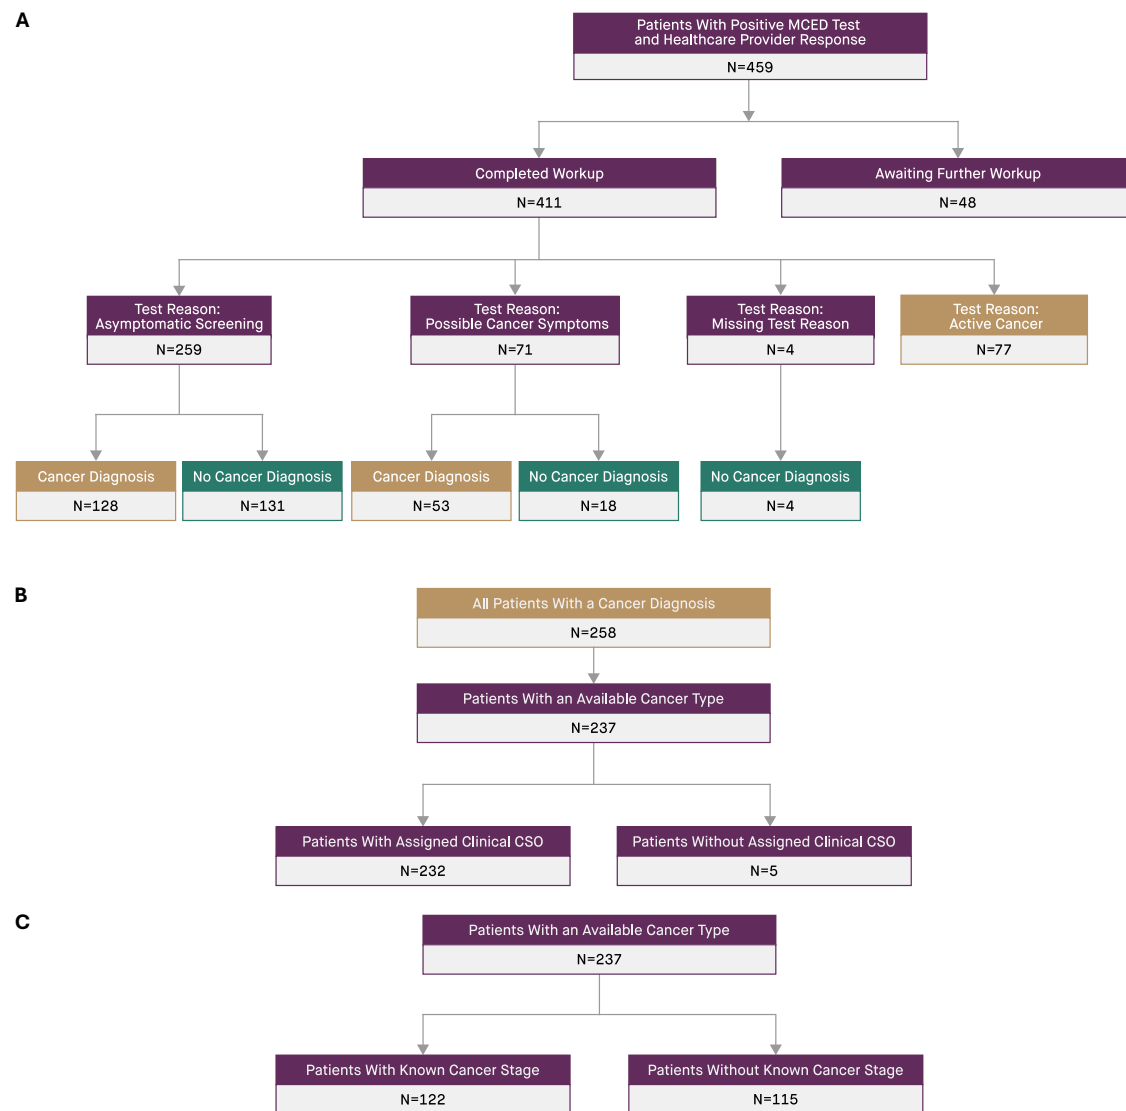 A
Patients With Positive MCED Test
and Healthcare Provider Response
N=459
Completed Workup
N=411
Awaiting Further Workup
N=48
Test Reason:
Asymptomatic Screening
N=259
Test Reason:
Possible Cancer Symptoms
N=71
Test Reason:
Missing Test Reason
N=4
Test Reason:
Active Cancer
N=77
Cancer Diagnosis
N=128
No Cancer Diagnosis
N=131
Cancer Diagnosis
N=53
No Cancer Diagnosis
N=18
No Cancer Diagnosis
N=4
B
All Patients With a Cancer Diagnosis
N=258
Patients With an Available Cancer Type
N=237
Patients With Assigned Clinical CSO
N=232
Patients Without Assigned Clinical CSO
N=5
C
Patients With an Available Cancer Type
N=237
Patients With Known Cancer Stage
N=122
Patients Without Known Cancer Stage
N=115